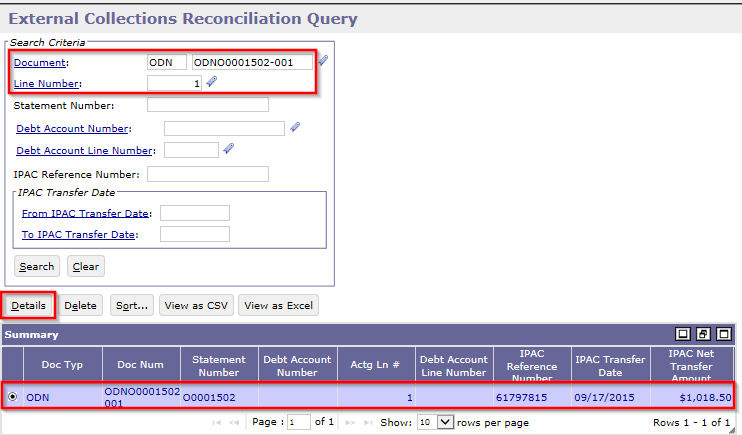 External Collections Reconciliation Query
Search Criteria
Document: ODN ODNO0001502-001
Line Number: 1
Statement Number:
Debt Account Number:
Debt Account Line Number:
IPAC Reference Number:
IPAC Transfer Date
From IPAC Transfer Date:
To IPAC Transfer Date:
Search Clear
Details Delete Sort... View as CSV View as Excel
Summary
Doc Typ Doc Num Statement Number Debt Account Number Actg Ln # Debt Account Line Number IPAC Reference Number IPAC Transfer Date IPAC Net Transfer Amount
ODN ODNO0001502 001 O0001502 1 61797815 09/17/2015 $1,018.50
Page : 1 of 1 Show: 10 rows per page Rows 1 - 1 of 1